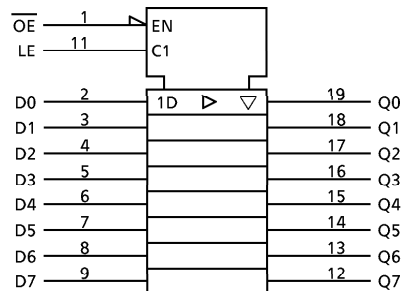 OE 1 EN
LE 11 C1
D0 2 1D 19 Q0
D1 3 18 Q1
D2 4 17 Q2
D3 5 16 Q3
D4 6 15 Q4
D5 7 14 Q5
D6 8 13 Q6
D7 9 12 Q7